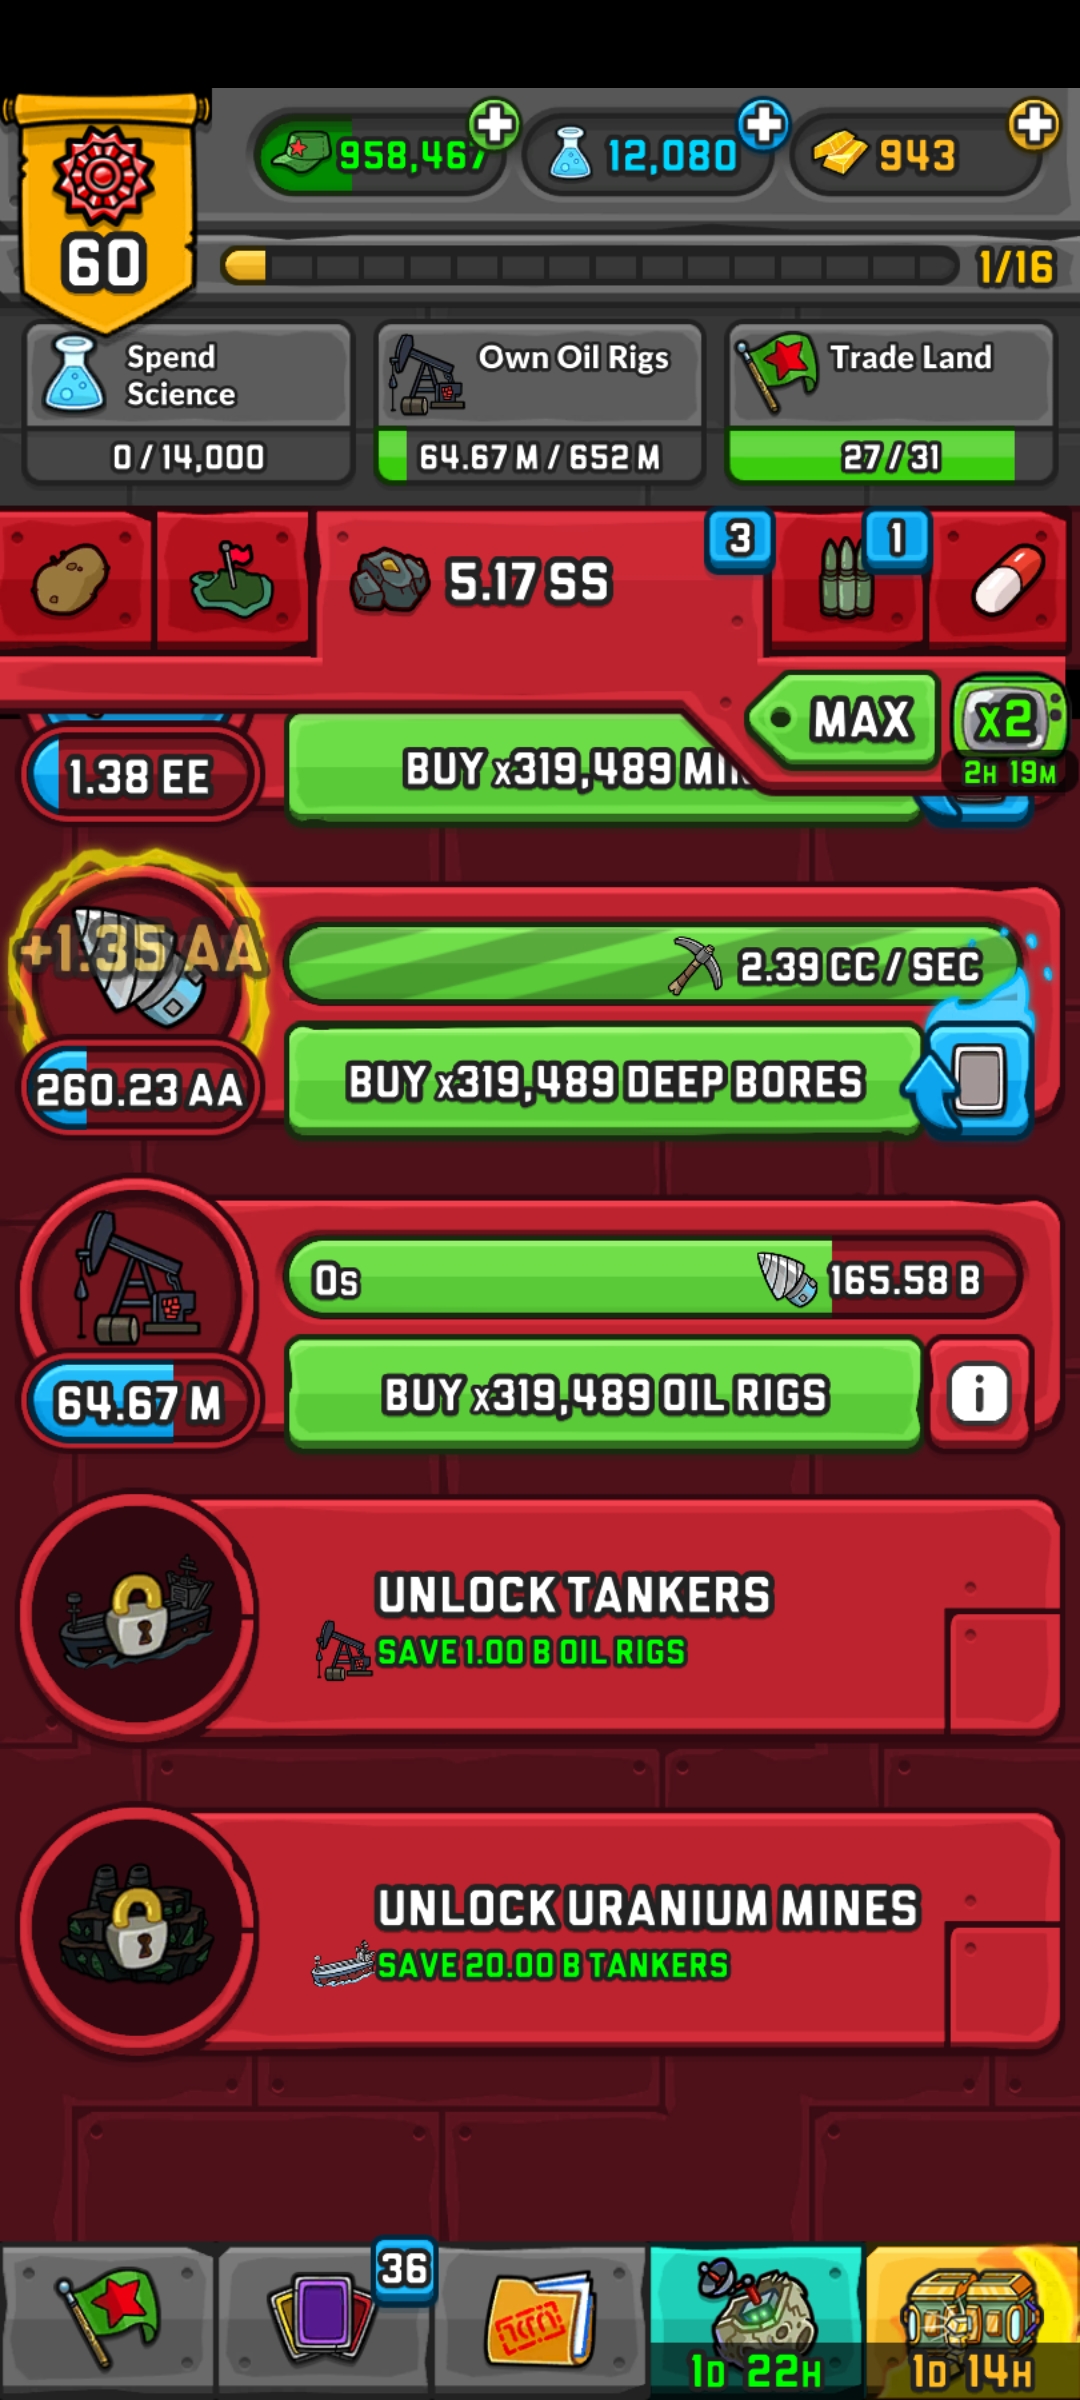 958,467
12,080
943
60
1/16
Spend
Science
0/14,000
Own Oil Rigs
64.67 M/652 M
Trade Land
27/31
5.17 SS
3
1
MAX
x2
2H 19M
1.38 EE
BUY x319,489
+1.35 AA
2.39 CC/SEC
260.23 AA
BUY x319,489 DEEP BORES
0s
165.58 B
64.67 M
BUY x319,489 OIL RIGS
i
UNLOCK TANKERS
SAVE 1.00 B OIL RIGS
UNLOCK URANIUM MINES
SAVE 20.00 B TANKERS
36
1D 22H
1D 14H